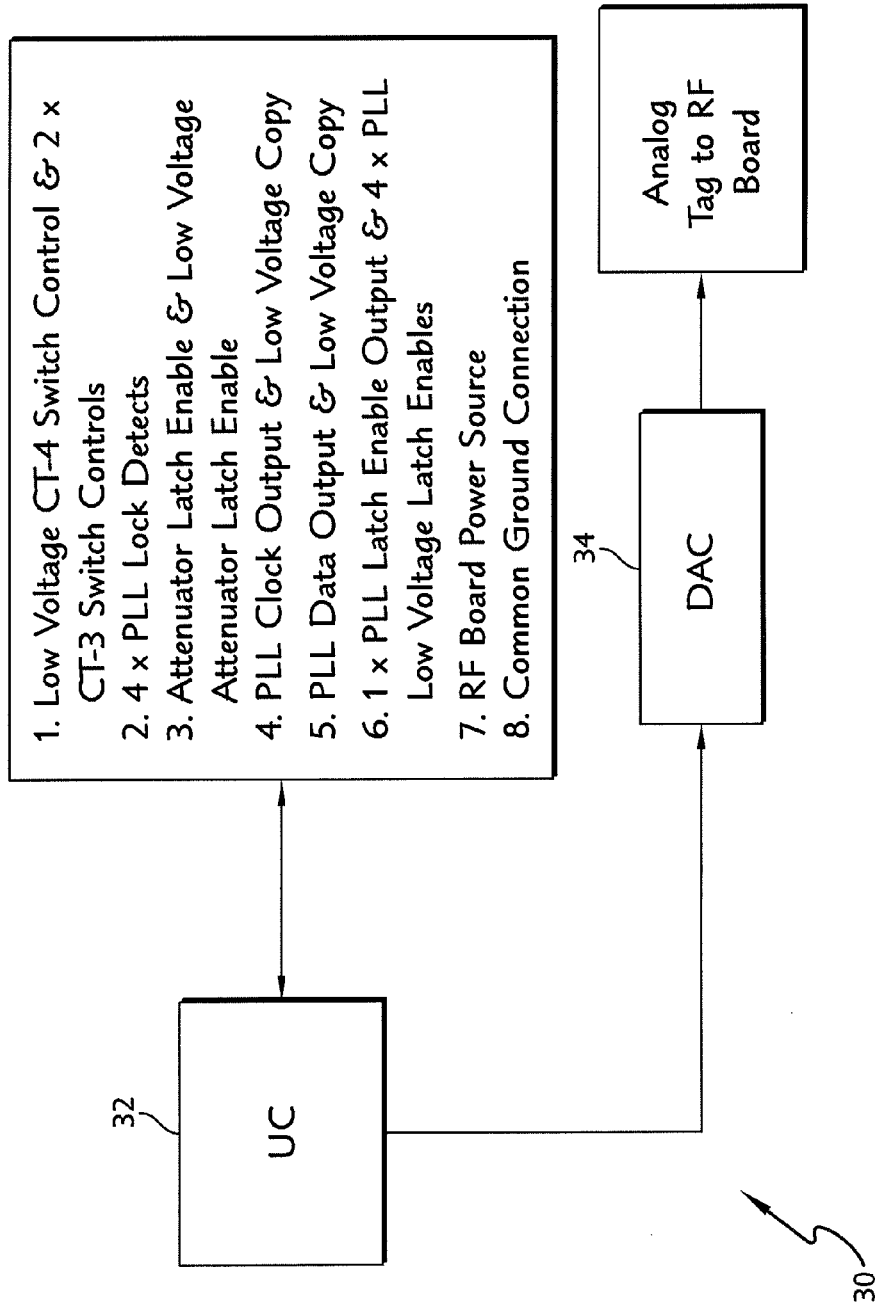 1. Low Voltage CT-4 Switch Control & 2 x
CT-3 Switch Controls
2. 4 x PLL Lock Detects
3. Attenuator Latch Enable & Low Voltage
Attenuator Latch Enable
4. PLL Clock Output & Low Voltage Copy
5. PLL Data Output & Low Voltage Copy
6. 1 x PLL Latch Enable Output & 4 x PLL
Low Voltage Latch Enables
7. RF Board Power Source
8. Common Ground Connection
32
UC
34
DAC
Analog
Tag to RF
Board
30